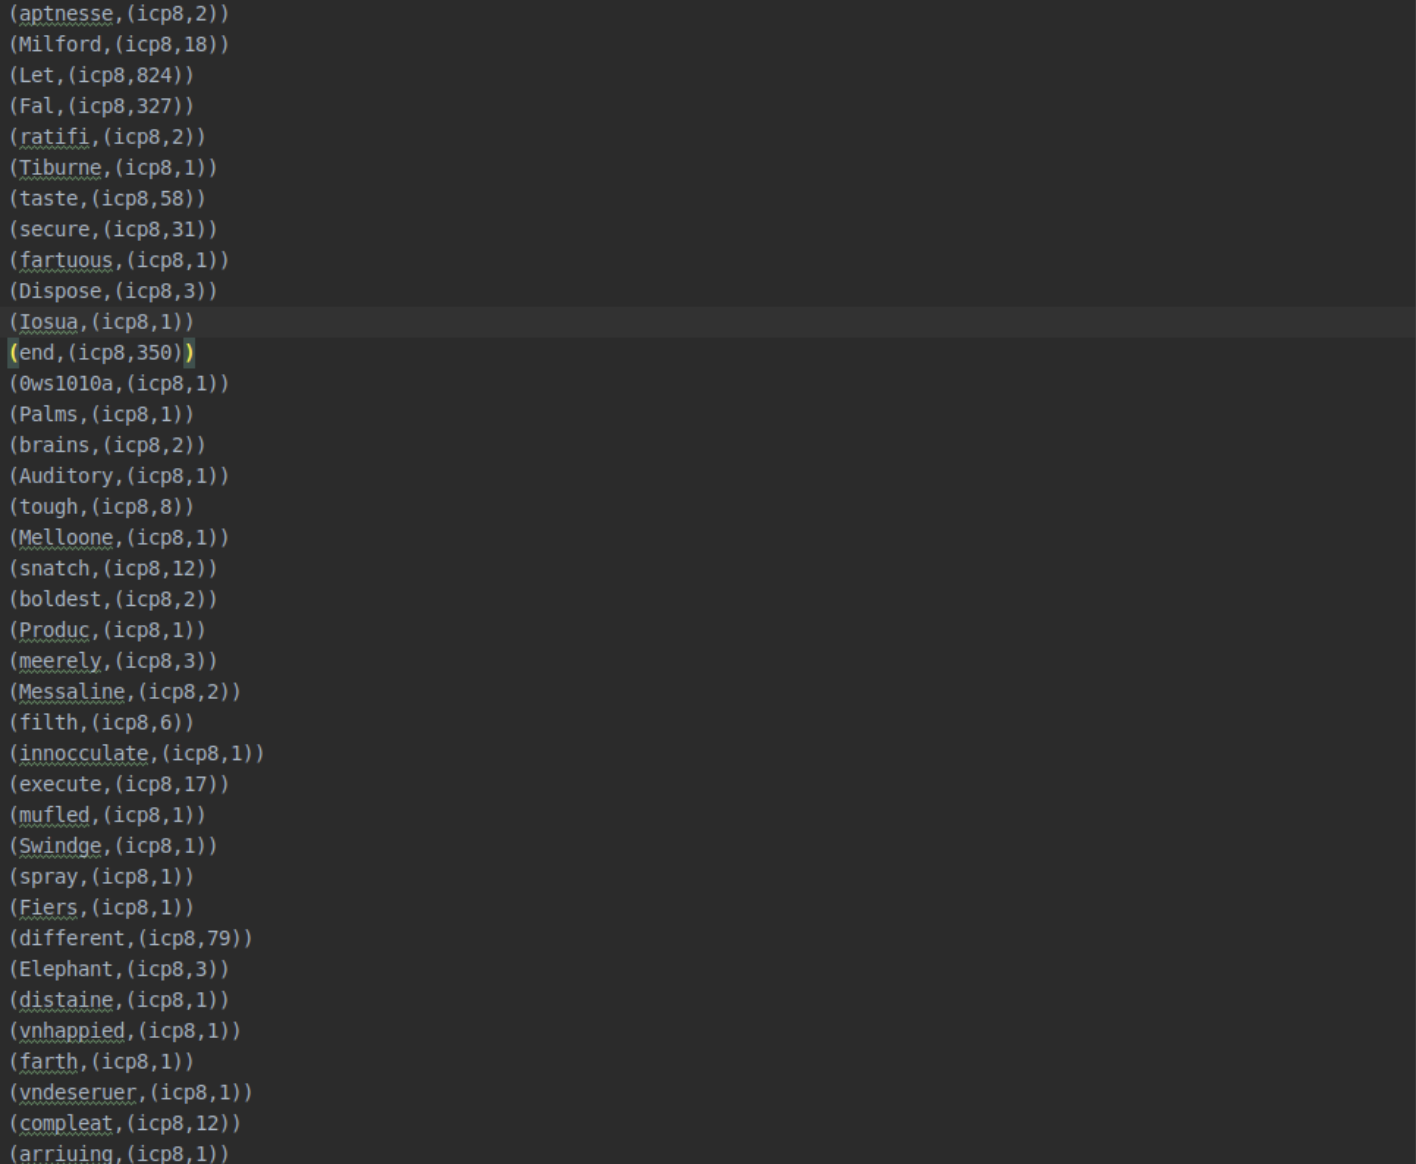 (aptnesse,(icp8,2))
(Milford,(icp8,18))
(Let,(icp8,824))
(Fal,(icp8,327))
(ratifi,(icp8,2))
(Tiburne,(icp8,1))
(taste,(icp8,58))
(secure,(icp8,31))
(fartuous,(icp8,1))
(Dispose,(icp8,3))
(Iosua,(icp8,1))
(end,(icp8,350))
(0ws1010a,(icp8,1))
(Palms,(icp8,1))
(brains,(icp8,2))
(Auditory,(icp8,1))
(tough,(icp8,8))
(Melloone,(icp8,1))
(snatch,(icp8,12))
(boldest,(icp8,2))
(Produc,(icp8,1))
(meerely,(icp8,3))
(Messaline,(icp8,2))
(filth,(icp8,6))
(innocculate,(icp8,1))
(execute,(icp8,17))
(mufled,(icp8,1))
(Swindge,(icp8,1))
(spray,(icp8,1))
(Fiers,(icp8,1))
(different,(icp8,79))
(Elephant,(icp8,3))
(distaine,(icp8,1))
(vnhappied,(icp8,1))
(farth,(icp8,1))
(vndeseruer,(icp8,1))
(compleat,(icp8,12))
(arriuing,(icp8,1))